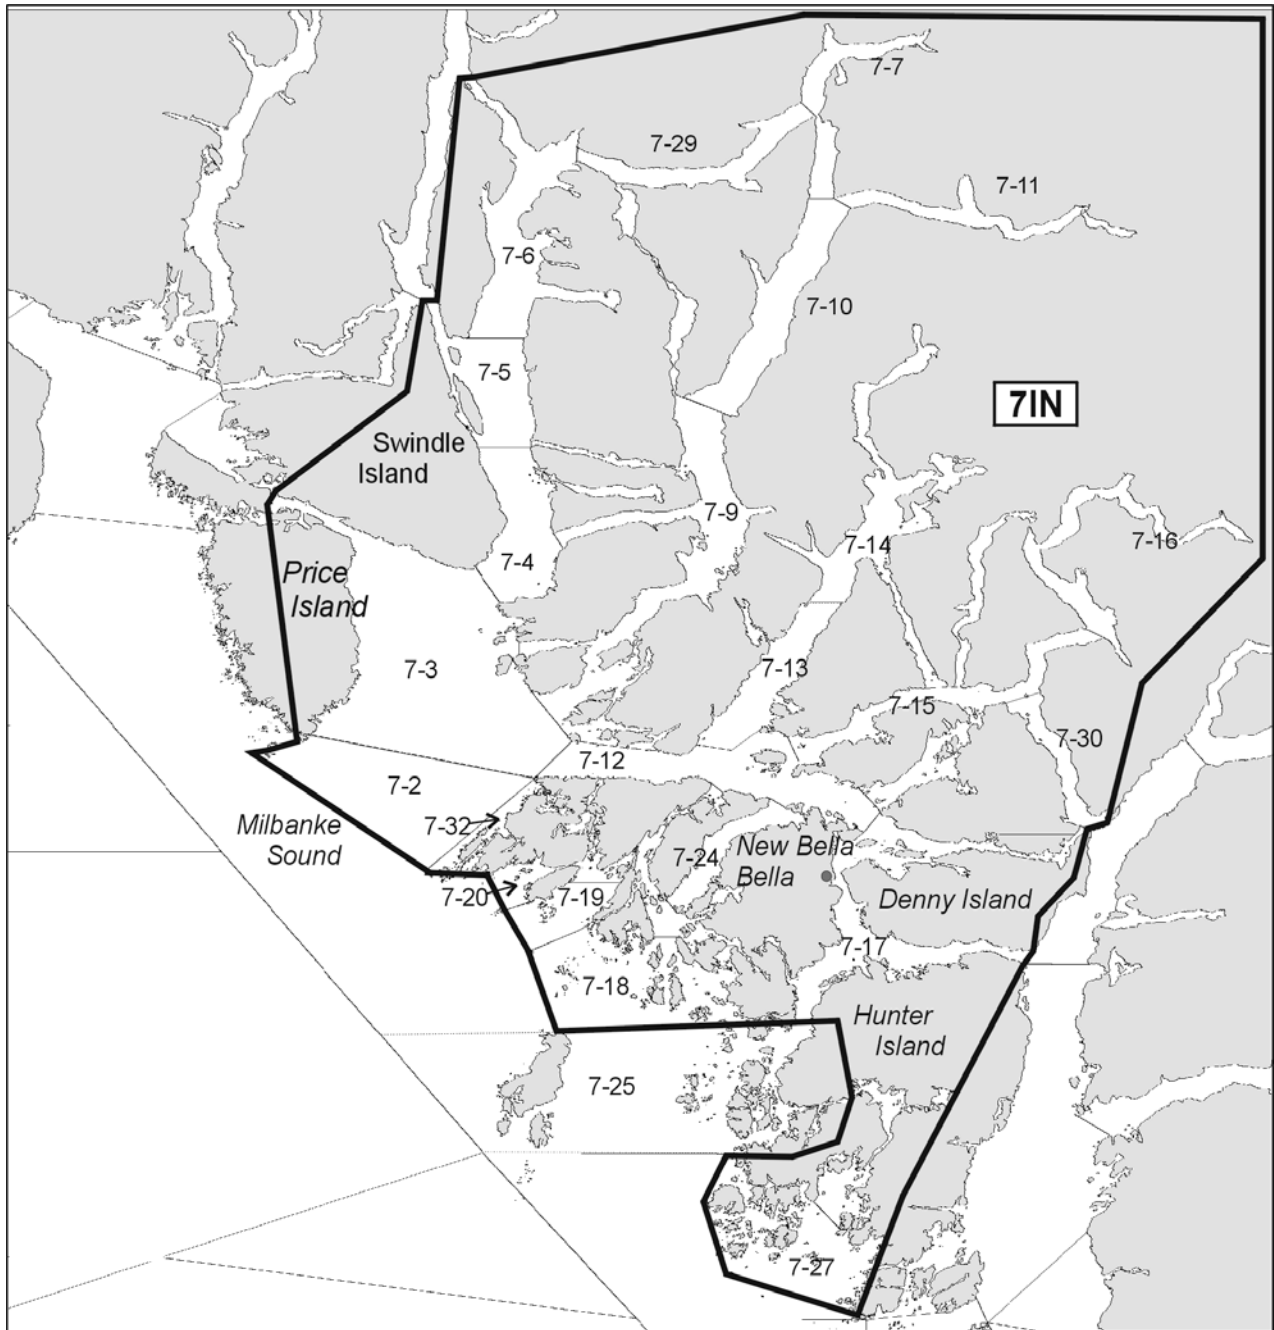 7-7
7-29
7-11
7-6
7-10
7-5
7IN
Swindle
Island
7-9
7-14
7-16
7-4
Price
Island
7-3
7-13
7-15
7-30
7-12
7-2
7-32
Milbanke
Sound
7-24
New Bella
Bella
7-20
7-19
Denny Island
7-17
7-18
Hunter
Island
7-25
7-27